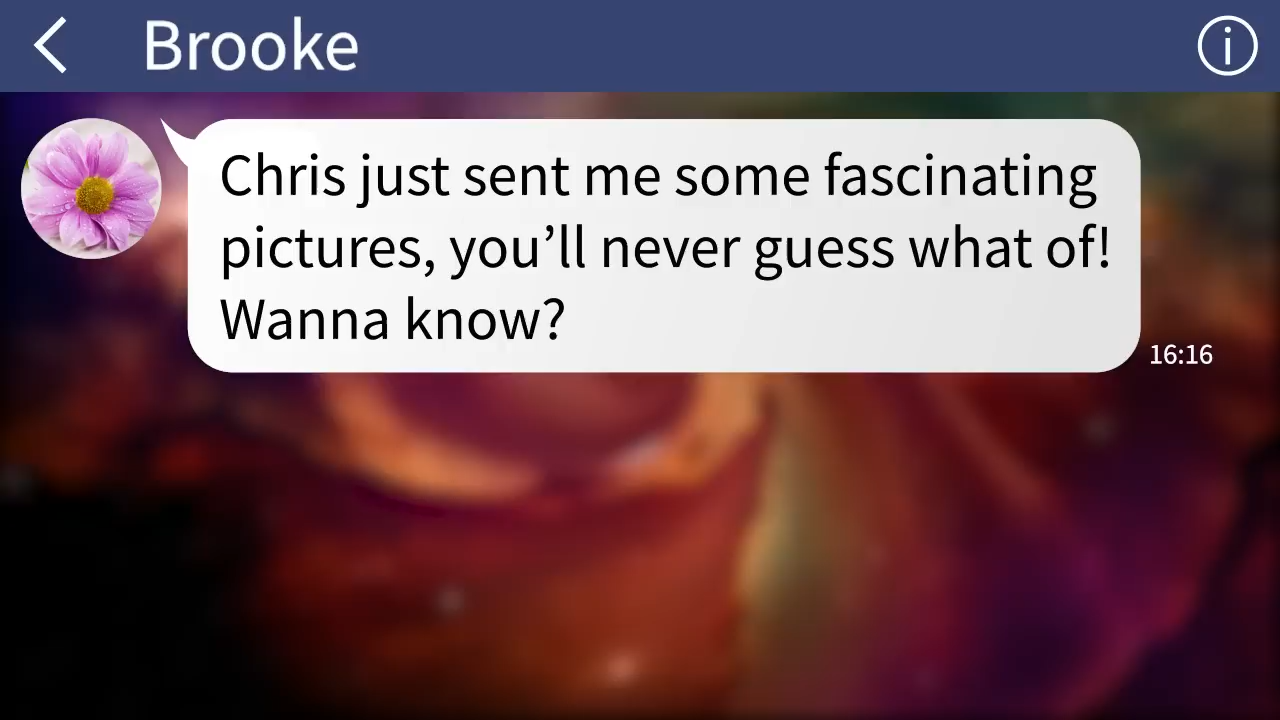 Brooke
Chris just sent me some fascinating
pictures, you’ll never guess what of!
Wanna know?
16:16